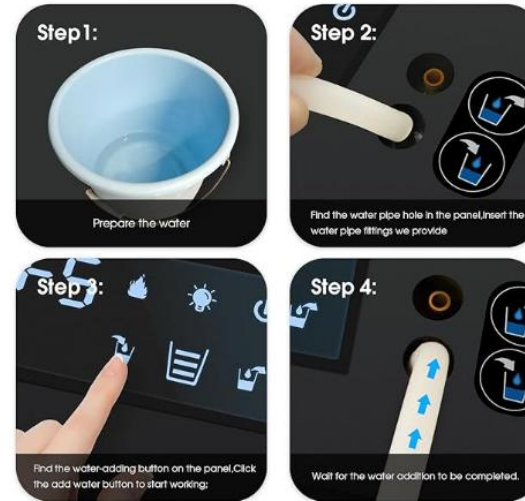 Step1:
Prepare the water
Step 2:
Find the water pipe hole in the panel,Insert the
water pipe fittings we provide
Step 3:
Find the water-adding button on the panel,Click
the add water button to start working;
Step 4:
Wait for the water addition to be completed.